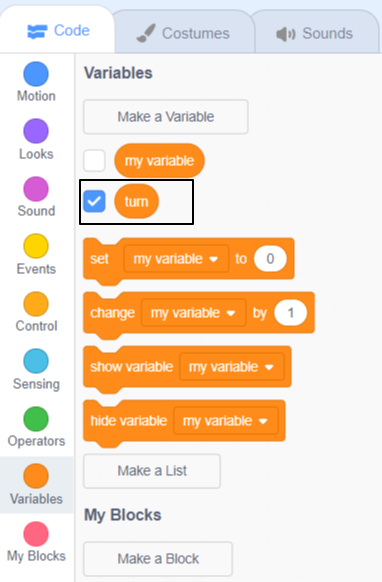 Code
Costumes
Sounds
Motion
Looks
Sound
Events
Control
Sensing
Operators
Variables
My Blocks
Variables
Make a Variable
my variable
turn
set my variable to 0
change my variable by 1
show variable my variable
hide variable my variable
Make a List
My Blocks
Make a Block